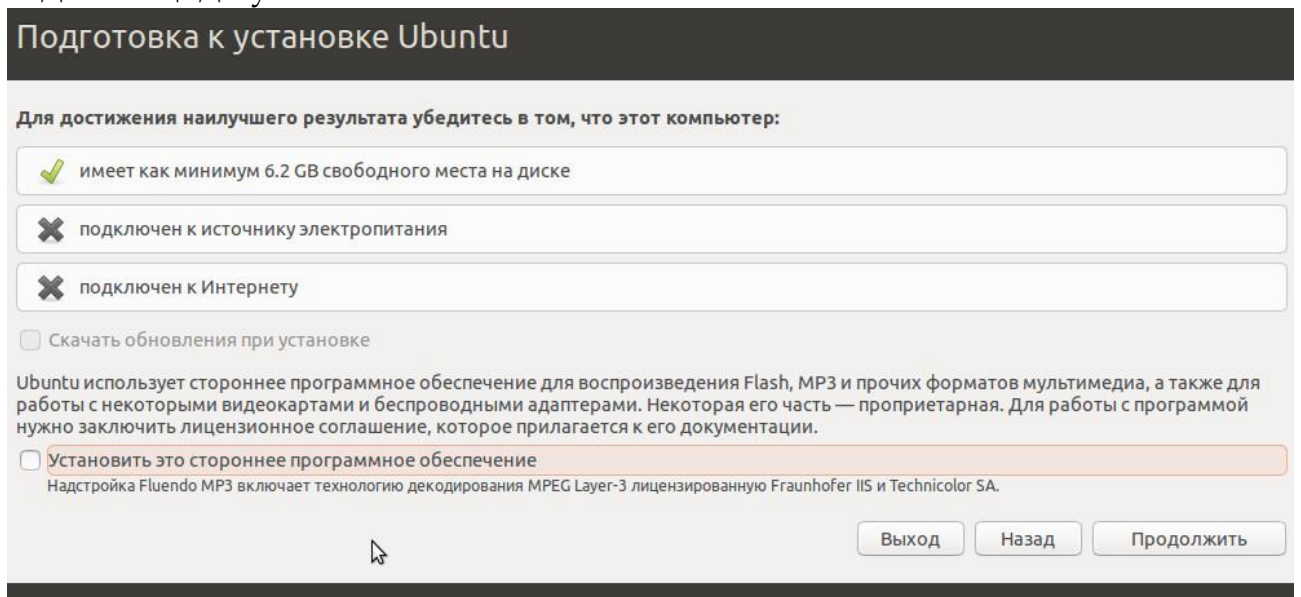 Подготовка к установке Ubuntu
Для достижения наилучшего результата убедитесь в том, что этот компьютер:
имеет как минимум 6.2 GB свободного места на диске
подключен к источнику электропитания
подключен к Интернету
Скачать обновления при установке
Ubuntu использует стороннее программное обеспечение для воспроизведения Flash, MP3 и прочих форматов мультимедиа, а также для
работы с некоторыми видеокартами и беспроводными адаптерами. Некоторая его часть — проприетарная. Для работы с программой
нужно заключить лицензионное соглашение, которое прилагается к его документации.
Установить это стороннее программное обеспечение
Надстройка Fluendo MP3 включает технологию декодирования MPEG Layer-3 лицензированную Fraunhofer IIS и Technicolor SA.
Выход Назад Продолжить